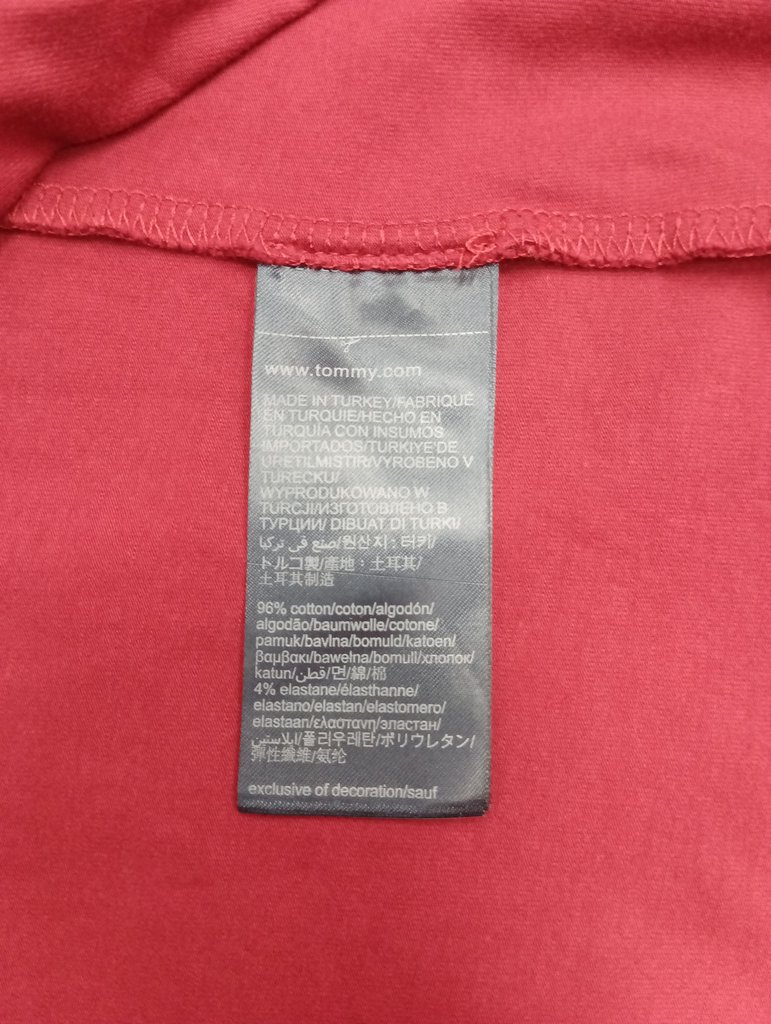 www.tommy.com
MADE IN TURKEY/FABRIQUÉ
EN TURQUIE/HECHO EN
TURQUÍA CON INSUMOS
IMPORTADOS/TURKIYE DE
URETILMISTIR/VYROBENO V
TURECKU/
WYPRODUKOWANO W
TURCJI/ИЗГОТОВЛЕНО В
ТУРЦИИ/ DIBUAT DI TURKI/
صنع في تركيا/원산지 : 터키/
トルコ製/產地：土耳其/
土耳其制造
96% cotton/coton/algodón/
algodão/baumwolle/cotone/
pamuk/bavlna/bomuld/katoen/
βαμβακι/bawełna/bomull/хлопок/
katun/قطن/면/綿/棉
4% elastane/élasthanne/
elastano/elastan/elastomero/
elastaan/ελαστανη/эластан/
ايلاستين/폴리우레탄/ポリウレタン/
彈性纖維/氨纶
exclusive of decoration/sauf